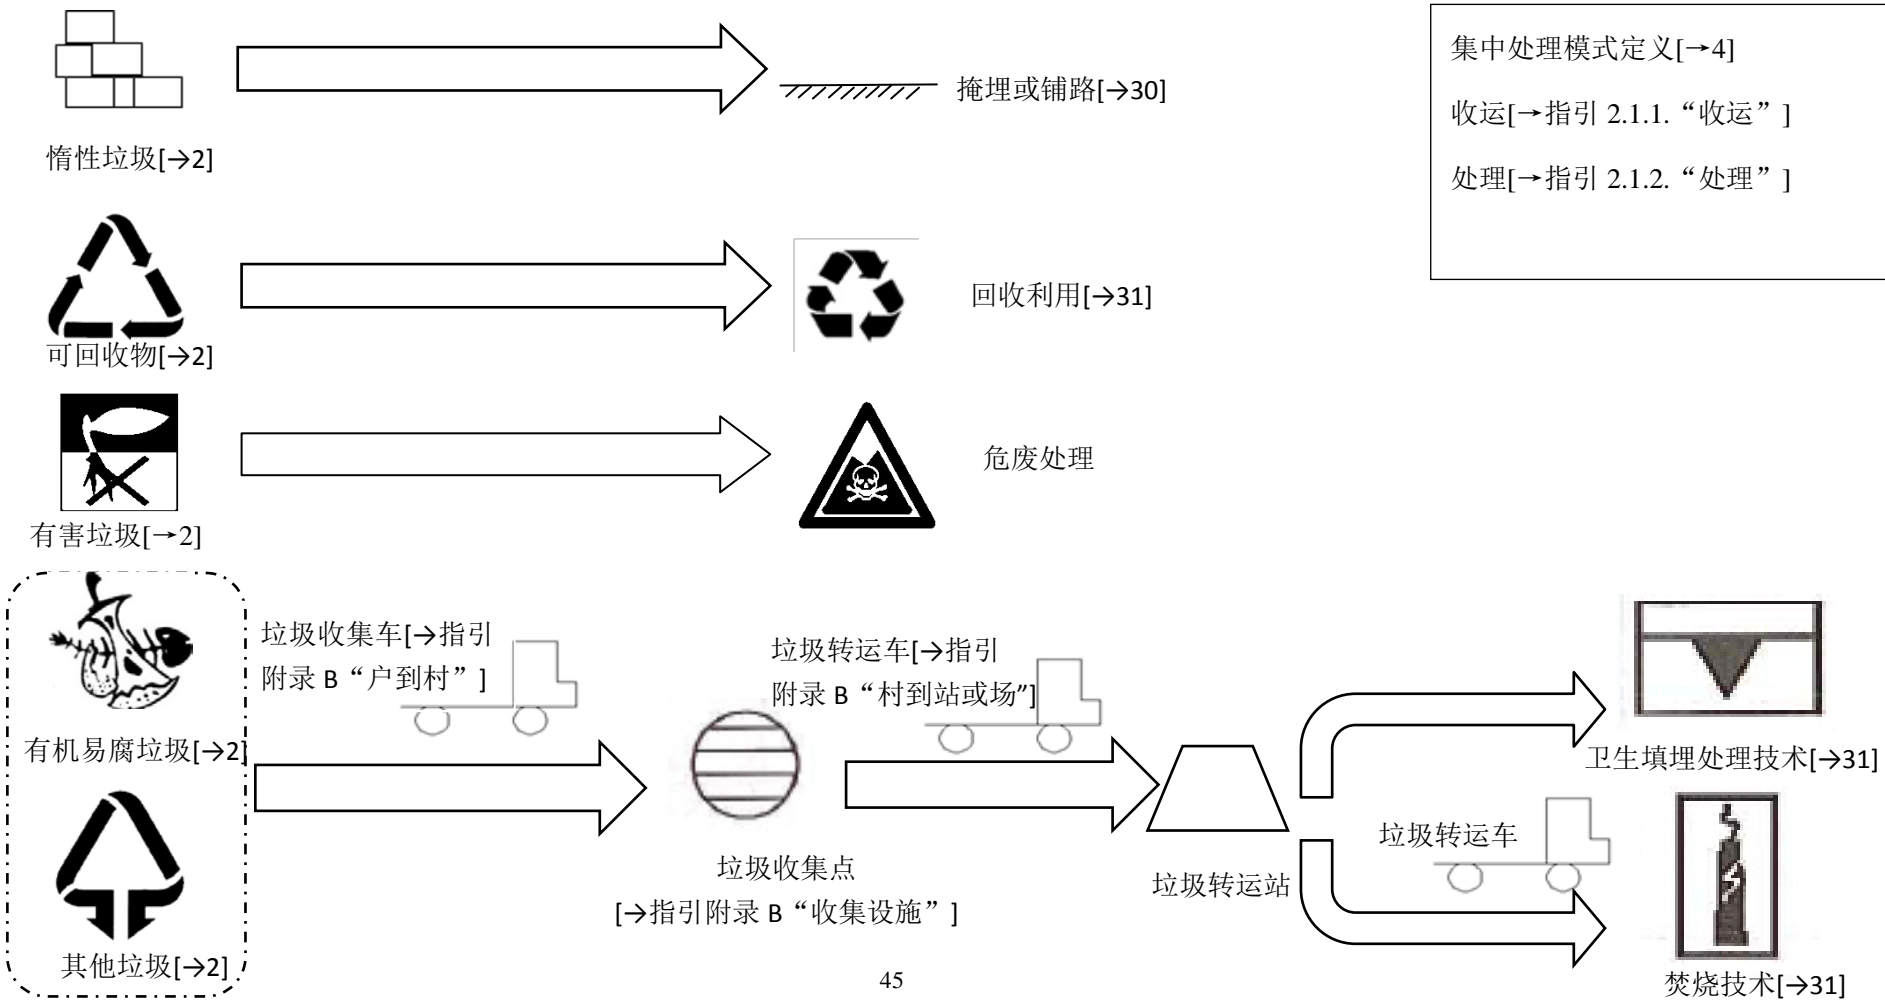 集中处理模式定义[→4]
收运[→指引 2.1.1.“收运”]
处理[→指引 2.1.2.“处理”]
掩埋或铺路[→30]
惰性垃圾[→2]
回收利用[→31]
可回收物[→2]
危废处理
有害垃圾[→2]
垃圾收集车[→指引
附录 B“户到村”]
垃圾转运车[→指引
附录 B“村到站或场”]
有机易腐垃圾[→2]
卫生填埋处理技术[→31]
垃圾转运车
垃圾收集点
[→指引附录 B“收集设施”]
垃圾转运站
其他垃圾[→2]
焚烧技术[→31]
45